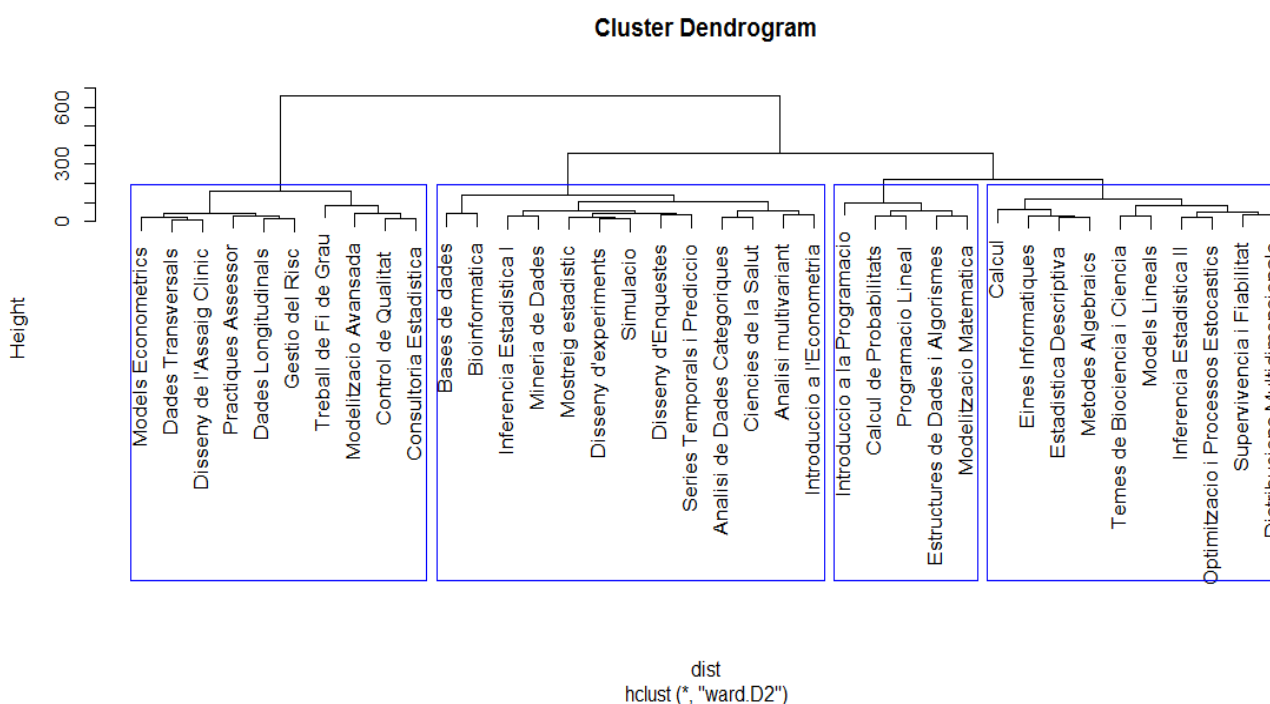 Cluster Dendrogram
Height
600
300
0
Models Econometrics
Dades Transversals
Disseny de l'Assaig Clinic
Practiques Assessor
Dades Longitudinals
Gestio del Risc
Treball de Fi de Grau
Modelitzacio Avansada
Control de Qualitat
Consultoria Estadistica
Bases de dades
Bioinformatica
Inferencia Estadistica I
Mineria de Dades
Mostreig estadistic
Disseny d'experiments
Simulacio
Disseny d'Enquestes
Series Temporals i Prediccio
Analisi de Dades Categoriques
Ciencies de la Salut
Analisi multivariant
Introduccio a l'Econometria
Introduccio a la Programacio
Calcul de Probabilitats
Programacio Lineal
Estructures de Dades i Algorismes
Modelitzacio Matematica
Calcul
Eines Informatiques
Estadistica Descriptiva
Metodes Algebraics
Temes de Biociencia i Ciencia
Models Lineals
Inferencia Estadistica II
Optimitzacio i Processos Estocastics
Supervivencia i Fiabilitat
dist
hclust (*, "ward.D2")